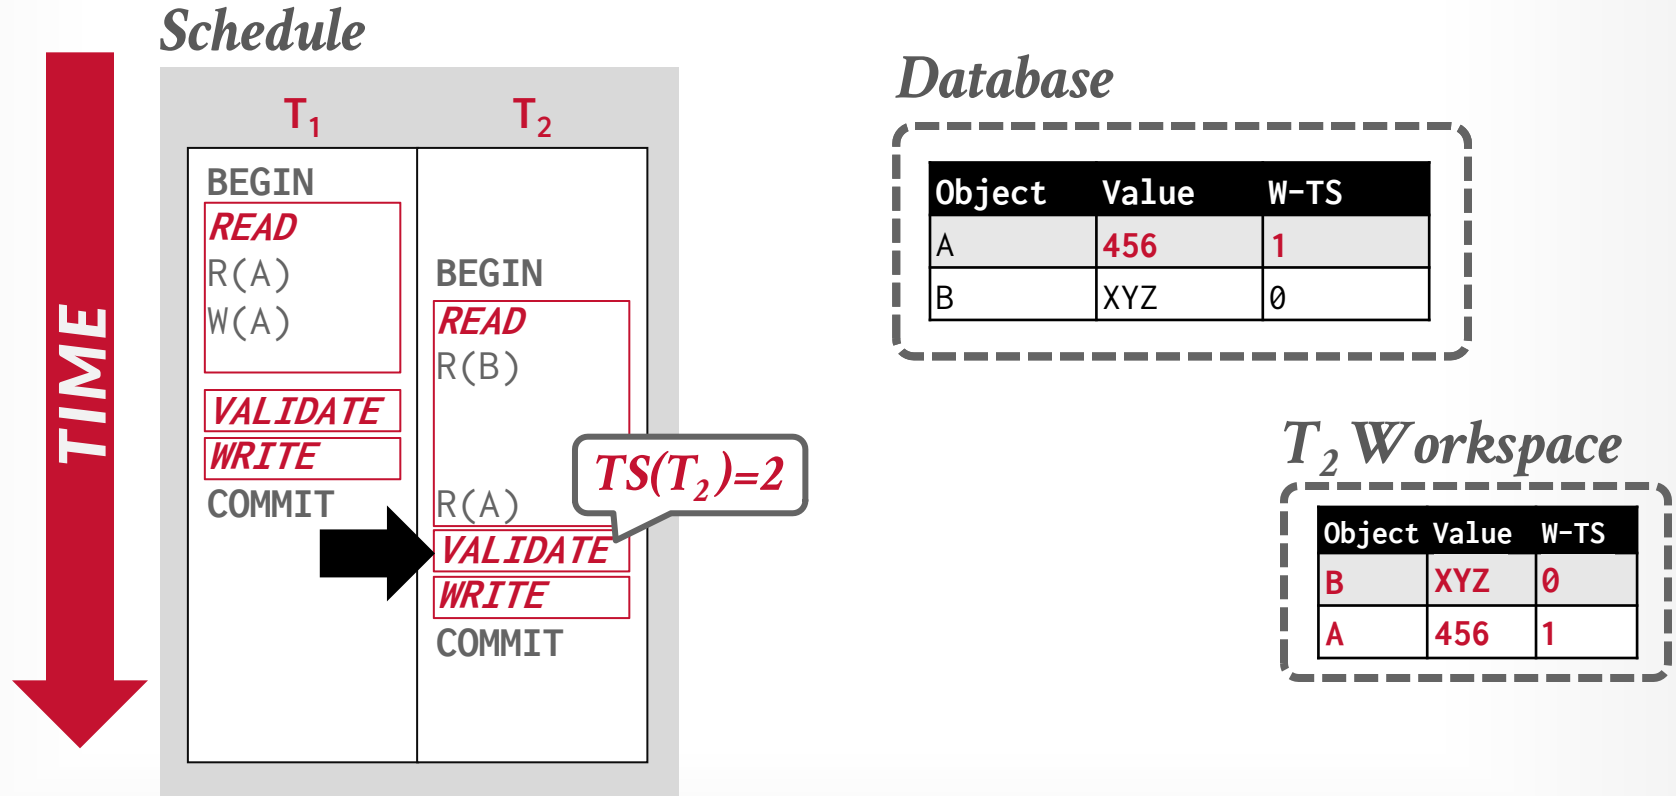 Schedule
TIME
T1
T2
BEGIN
READ
R(A)
W(A)
VALIDATE
WRITE
COMMIT
BEGIN
READ
R(B)
R(A)
VALIDATE
WRITE
COMMIT
TS(T2)=2
Database
Object Value W-TS
A 456 1
B XYZ 0
T2 Workspace
Object Value W-TS
B XYZ 0
A 456 1